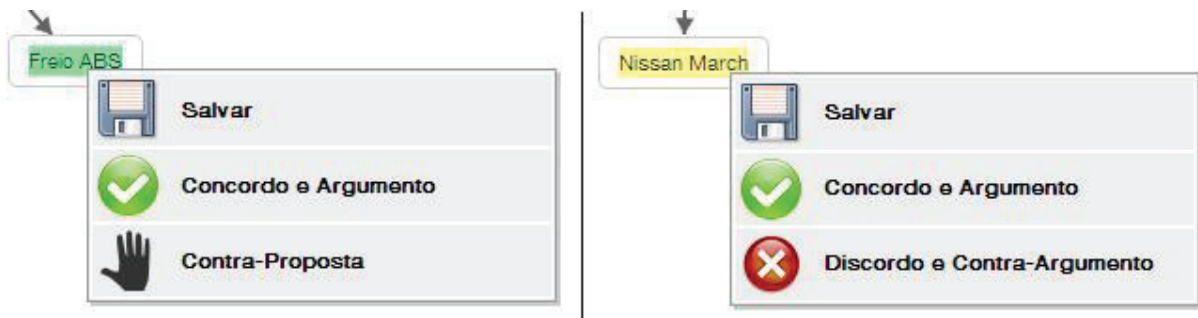 Freio ABS
Salvar
Concordo e Argumento
Contra-Proposta
Nissan March
Salvar
Concordo e Argumento
Discordo e Contra-Argumento